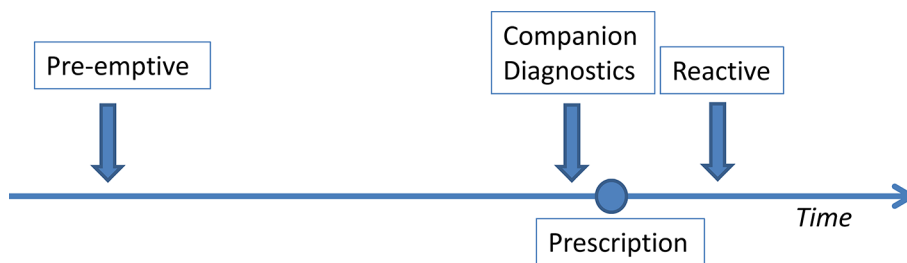 Pre-emptive
Companion
Diagnostics
Reactive
Time
Prescription